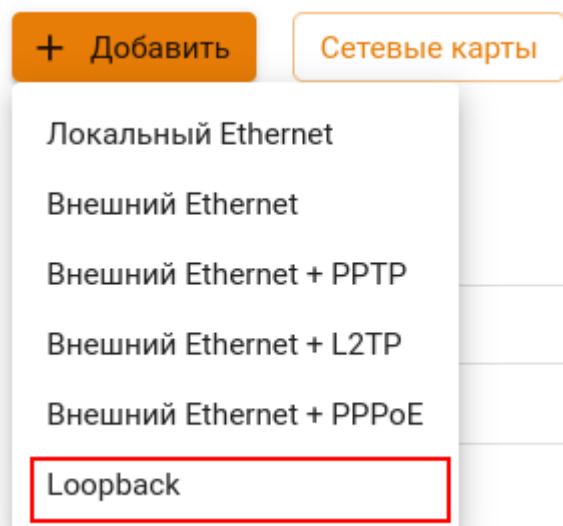 + Добавить
Сетевые карты
Локальный Ethernet
Внешний Ethernet
Внешний Ethernet + PPTP
Внешний Ethernet + L2TP
Внешний Ethernet + PPPoE
Loopback